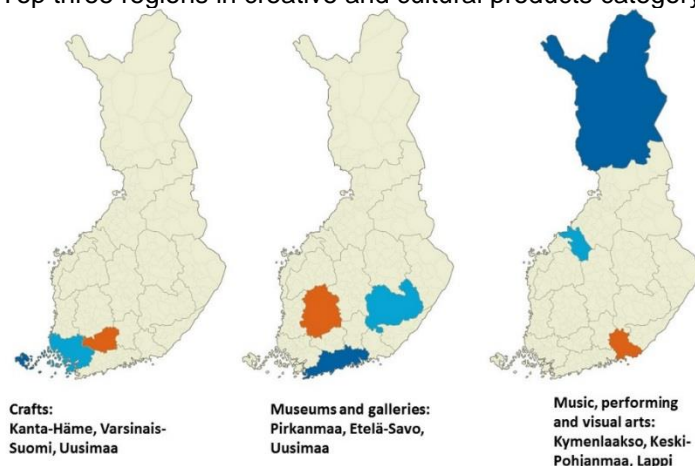 Top three regions in creative and cultural products category
Crafts:
Kanta-Häme, Varsinais-
Suomi, Uusimaa
Museums and galleries:
Pirkanmaa, Etelä-Savo,
Uusimaa
Music, performing
and visual arts:
Kymenlaakso, Keski-
Pohjanmaa, Lappi